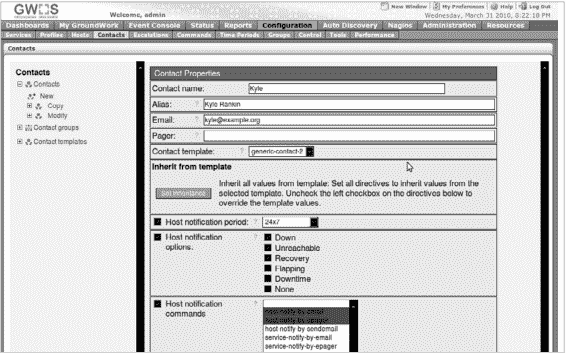 GWOS
Welcome, admin
New Window My Preferences Help Log Out
Wednesday, March 31 2010, 8:22:18 PM
Dashboards My GroundWork Event Console Status Reports Configuration Auto Discovery Nagios Administration Resources
Services Profiles Hosts Contacts Escalations Commands Time Periods Groups Control Tools Performance
Contacts
Contacts
Contacts
New
Copy
Modify
Contact groups
Contact templates
Contact Properties
Contact name: Kyle
Alias: ? Kyle Rankin
Email: ? kyle@example.org
Pager: ?
Contact template: ? generic-contact-2
Inherit from template
Set Inheritance
Inherit all values from template: Set all directives to inherit values from the
selected template. Uncheck the left checkbox on the directives below to
override the template values.
Host notification period: ? 24x7
Host notification options: ?
Down
Unreachable
Recovery
Flapping
Downtime
None
Host notification commands ?
host-notify-by-email
host-notify-by-epager
host-notify-by-sendemail
service-notify-by-email
service-notify-by-epager